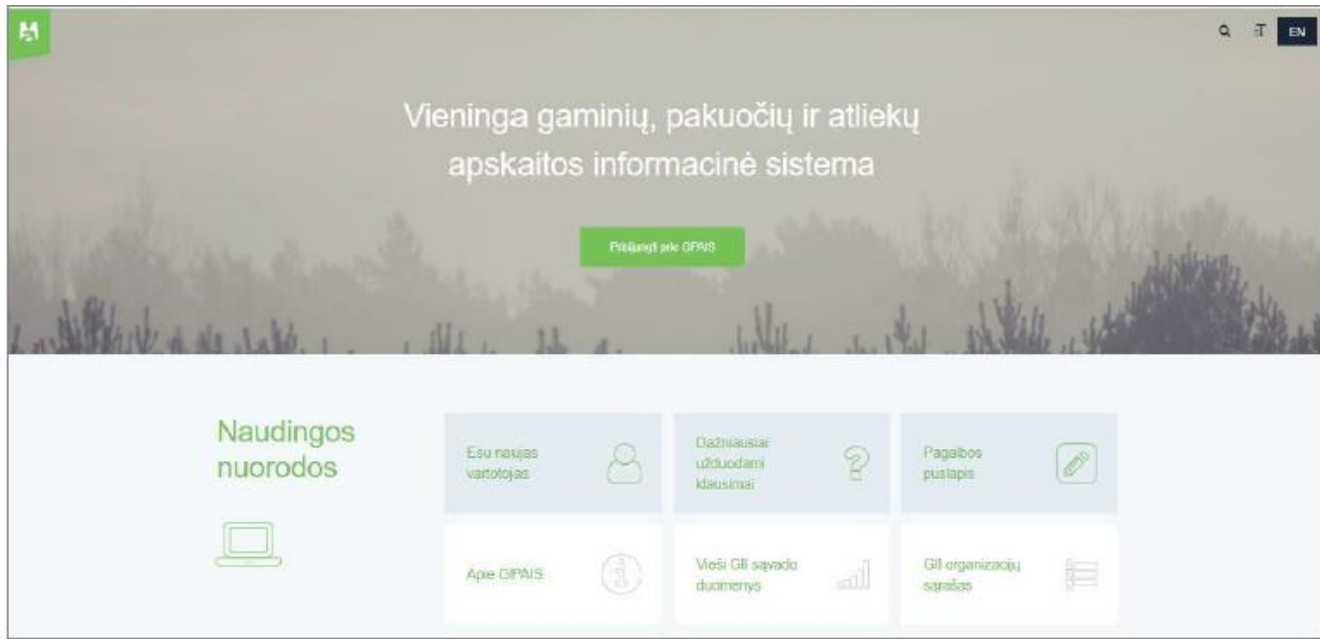 EN
Vieninga gaminių, pakuočių ir atliekų
apskaitos informacinė sistema
Prisijungti prie GPAIS
Naudingos
nuorodos
Esu naujas
vartotojas
Dažniausiai
užduodami
klausimai
Pagalbos
puslapis
Apie GPAIS
Vieši GII sąvado
duomenys
GII organizacijų
sąrašas